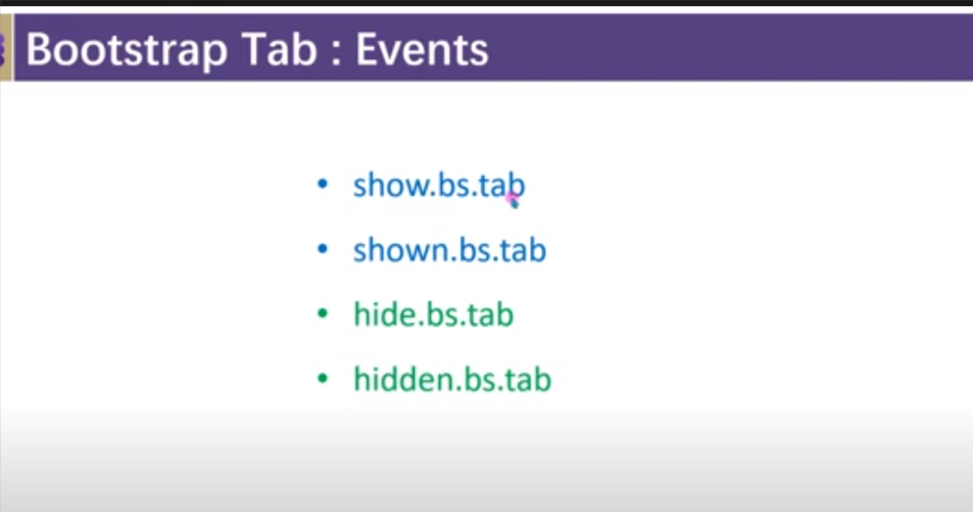 Bootstrap Tab : Events
• show.bs.tab
• shown.bs.tab
• hide.bs.tab
• hidden.bs.tab